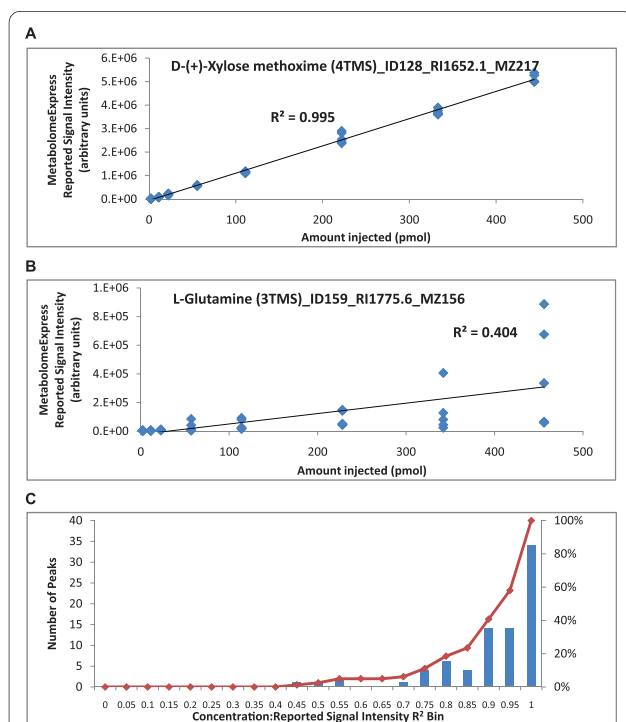 A
D-(+)-Xylose methoxime (4TMS)_ID128_RI1652.1_MZ217
R² = 0.995
MetabolomeExpress
Reported Signal Intensity
(arbitrary units)
6.E+06
5.E+06
4.E+06
3.E+06
2.E+06
1.E+06
0.E+00
0 100 200 300 400 500
Amount injected (pmol)
B
L-Glutamine (3TMS)_ID159_RI1775.6_MZ156
R² = 0.404
MetabolomeExpress
Reported Signal Intensity
(arbitrary units)
1.E+06
8.E+05
6.E+05
4.E+05
2.E+05
0.E+00
0 100 200 300 400 500
Amount injected (pmol)
C
Number of Peaks
40
35
30
25
20
15
10
5
0
100%
80%
60%
40%
20%
0%
0 0.05 0.1 0.15 0.2 0.25 0.3 0.35 0.4 0.45 0.5 0.55 0.6 0.65 0.7 0.75 0.8 0.85 0.9 0.95 1
Concentration:Reported Signal Intensity R² Bin